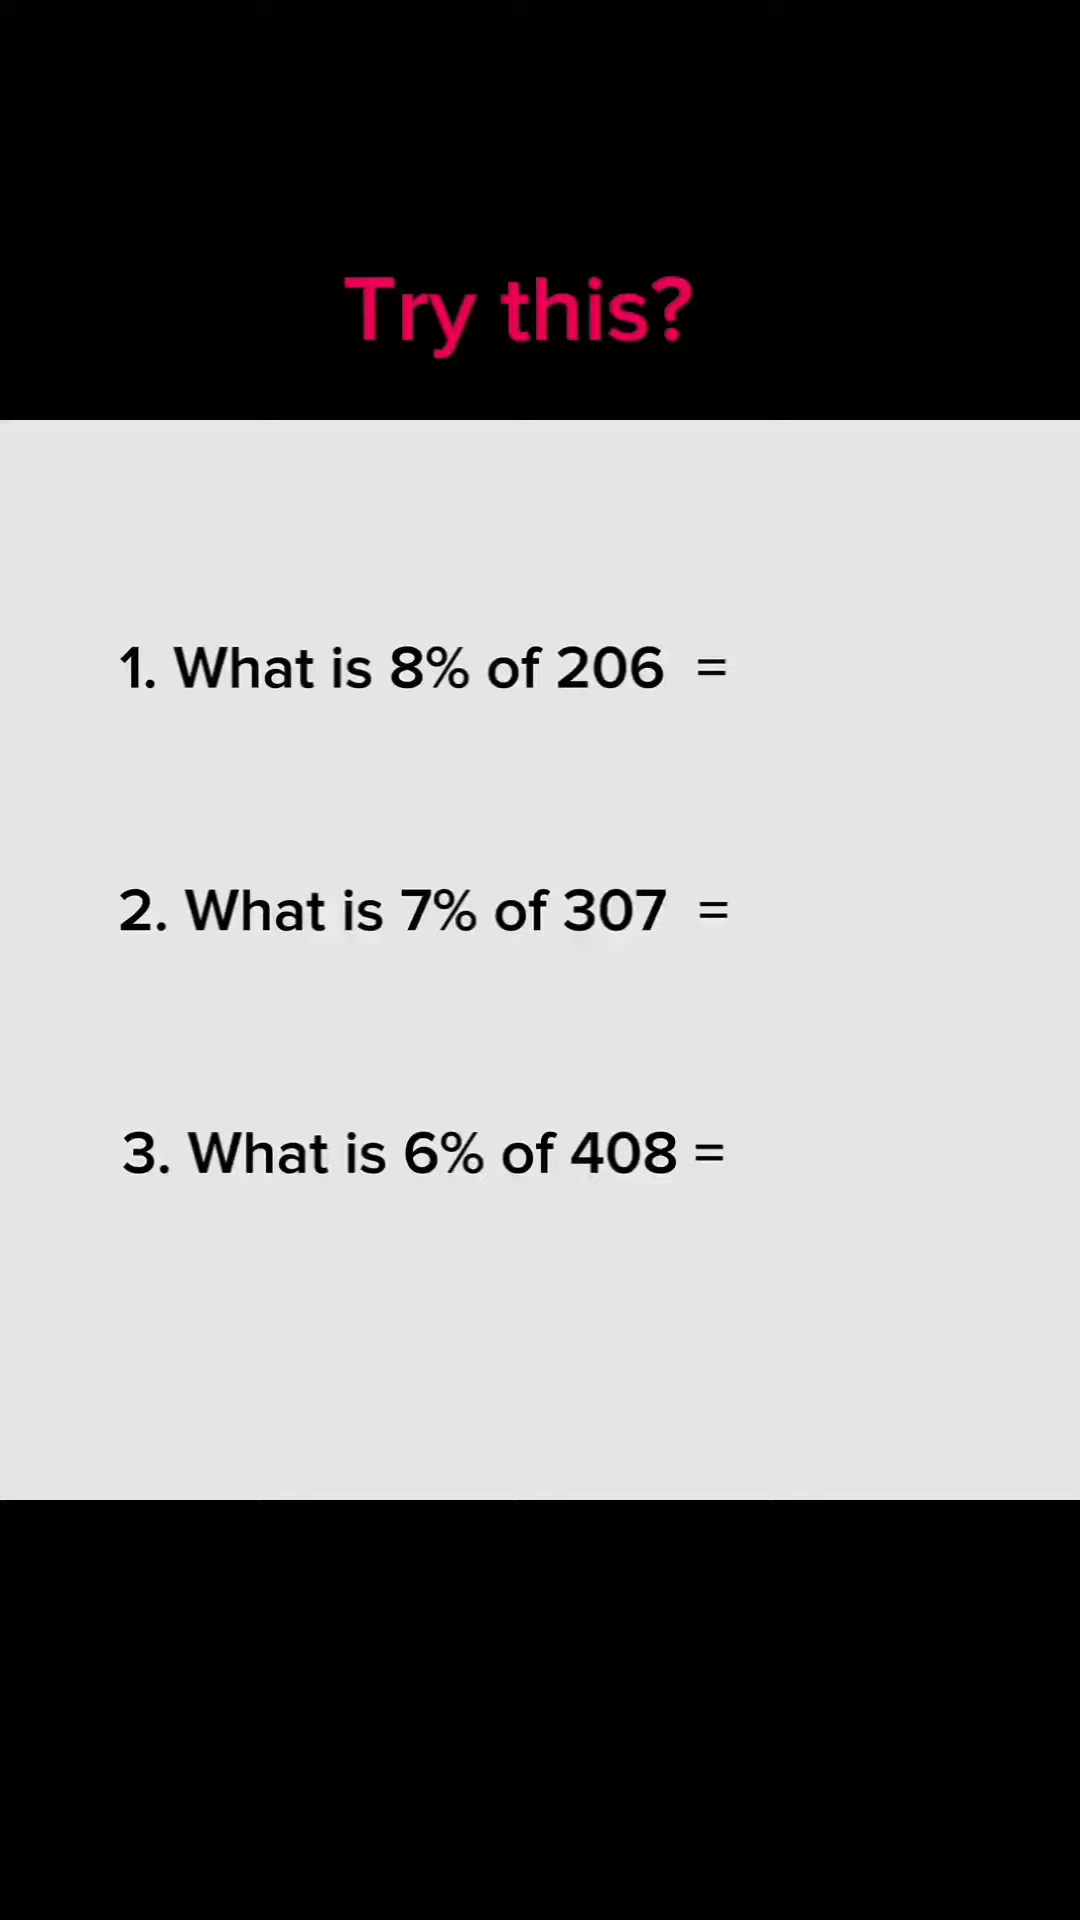 Try this?
1. What is 8% of 206 =
2. What is 7% of 307 =
3. What is 6% of 408 =